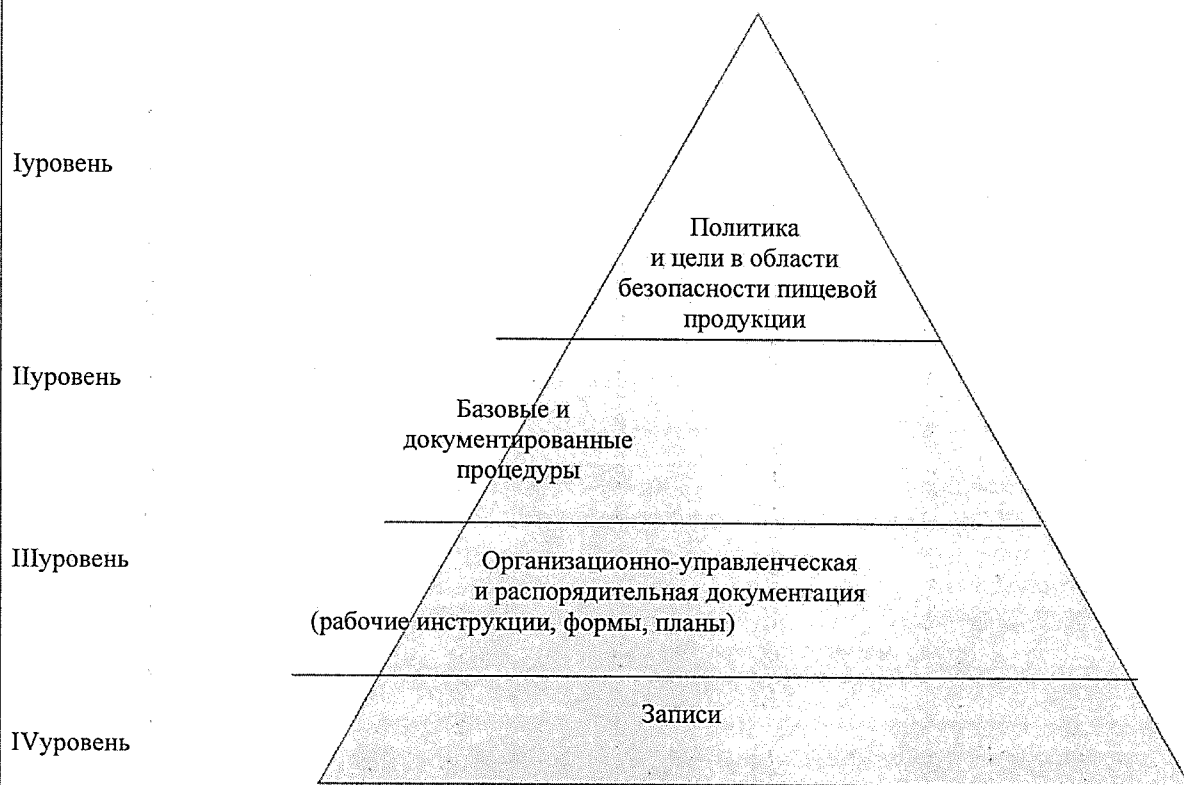 Iуровень
Политика
и цели в области
безопасности пищевой
продукции
IIуровень
Базовые и
документированные
процедуры
IIIуровень
Организационно-управленческая
и распорядительная документация
(рабочие инструкции, формы, планы)
Записи
IVуровень